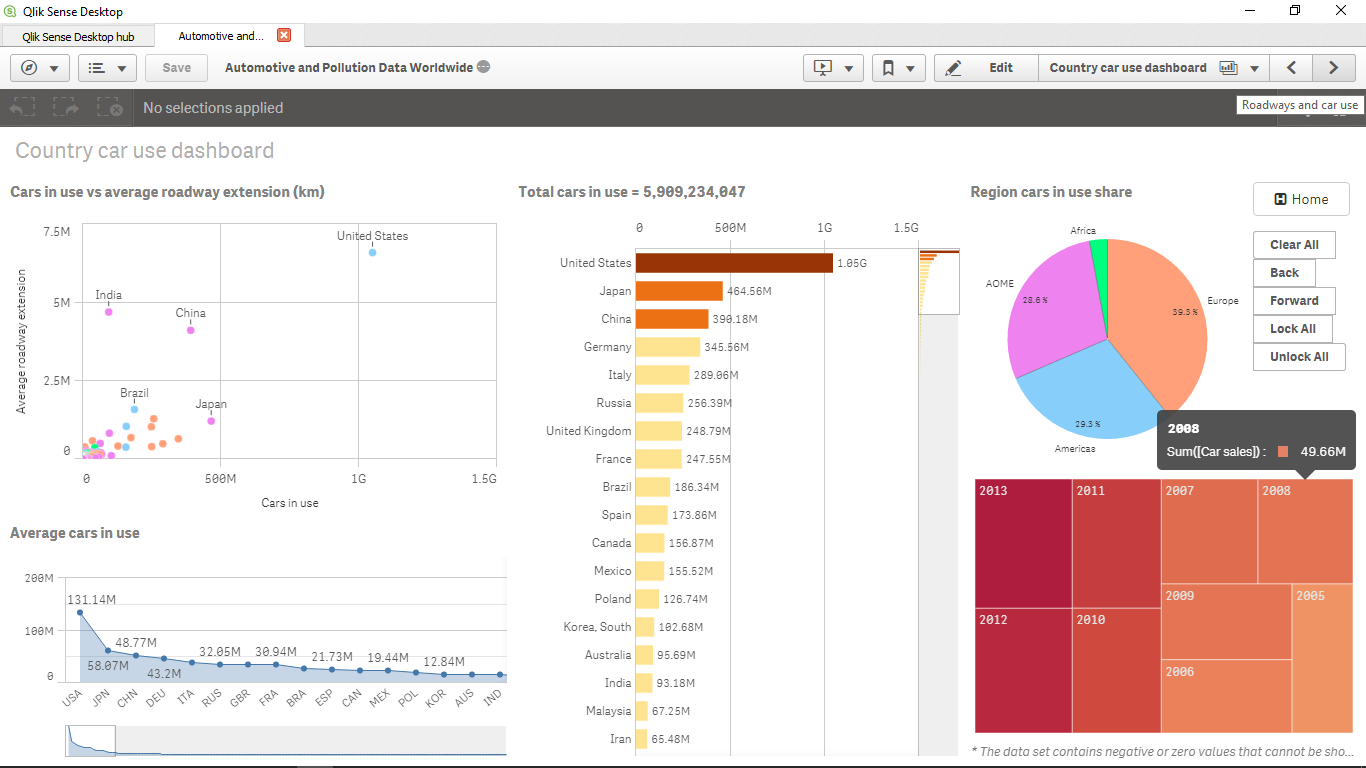 Qlik Sense Desktop
Qlik Sense Desktop hub
Automotive and...
Save
Automotive and Pollution Data Worldwide
Edit
Country car use dashboard
No selections applied
Roadways and car use
Country car use dashboard
Cars in use vs average roadway extension (km)
Average roadway extension
7.5M
5M
2.5M
0
United States
India
China
Brazil
Japan
0
500M
1G
1.5G
Cars in use
Average cars in use
200M
100M
0
131.14M
58.07M
48.77M
43.2M
32.05M
30.94M
21.73M
19.44M
12.84M
USA
JPN
CHN
DEU
ITA
RUS
GBR
FRA
BRA
ESP
CAN
MEX
POL
KOR
AUS
IND
Total cars in use = 5,909,234,047
0
500M
1G
1.5G
United States 1.05G
Japan 464.56M
China 390.18M
Germany 345.56M
Italy 289.06M
Russia 256.39M
United Kingdom 248.79M
France 247.55M
Brazil 186.34M
Spain 173.86M
Canada 156.87M
Mexico 155.52M
Poland 126.74M
Korea, South 102.68M
Australia 95.69M
India 93.18M
Malaysia 67.25M
Iran 65.48M
Region cars in use share
Africa
AOME
28.6 %
Europe
39.3 %
29.3 %
Americas
Home
Clear All
Back
Forward
Lock All
Unlock All
2008
Sum([Car sales]) : 49.66M
2013
2011
2007
2008
2012
2010
2009
2005
2006
* The data set contains negative or zero values that cannot be sho...